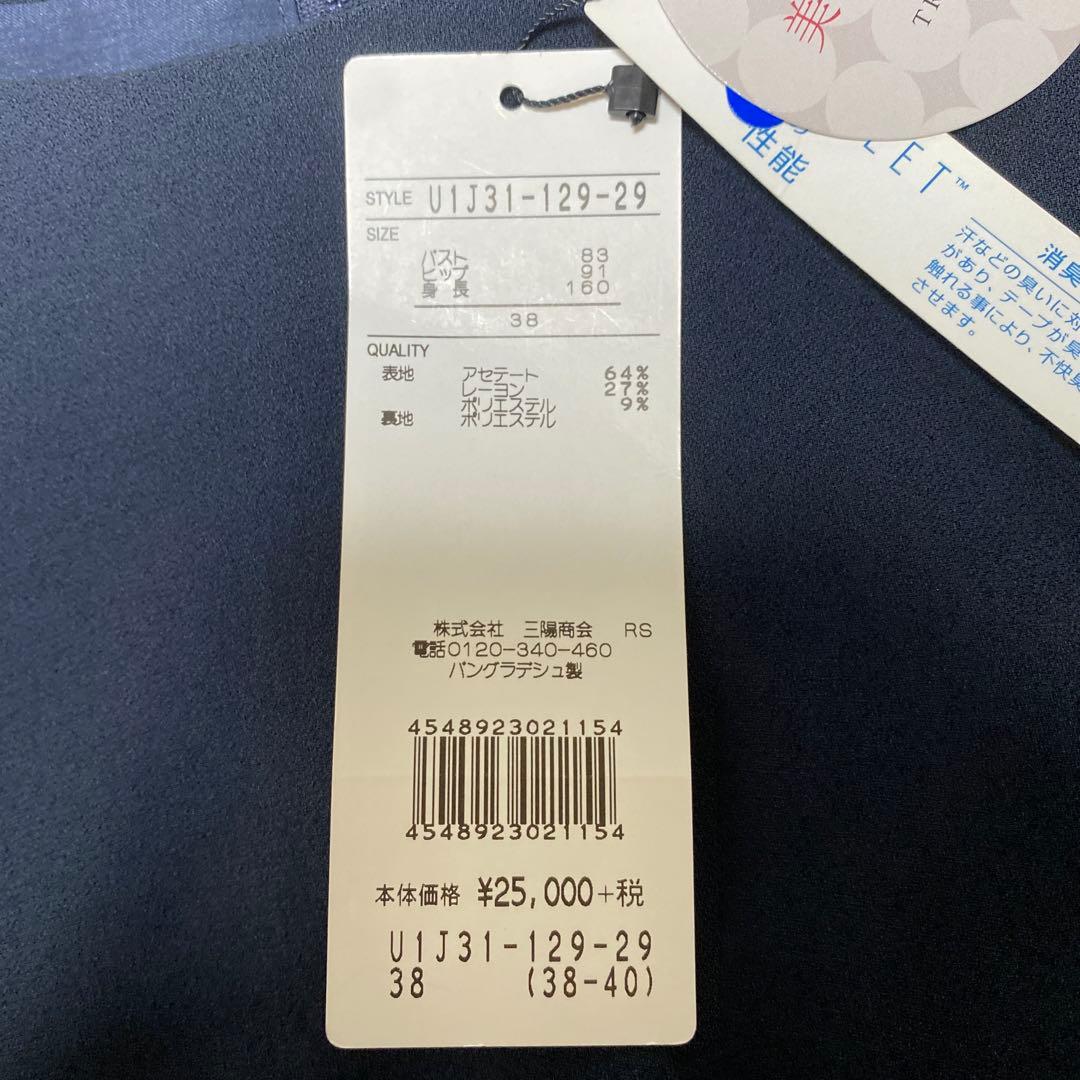 STYLE U1J31-129-29
SIZE
バスト 83
ヒップ 91
身長 160
38
QUALITY
表地 アセテート 64%
レーヨン 27%
ポリエステル 9%
裏地 ポリエステル
株式会社 三陽商会 RS
電話0120-340-460
バングラデシュ製
4548923021154
4548923021154
本体価格 ¥25,000+税
U1J31-129-29
38 (38-40)
美
TR
EET™
性能
消臭
汗などの臭いに対
があり、テープが臭
触れる事により、不快臭
させます。